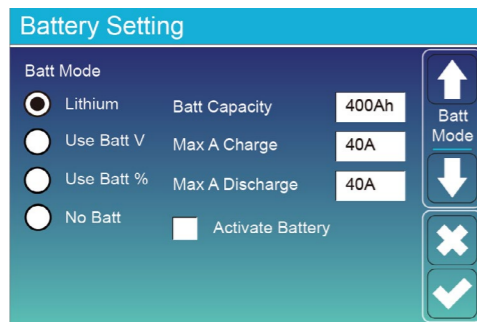 Battery Setting
Batt Mode
Lithium
Batt Capacity
400Ah
Use Batt V
Max A Charge
40A
Use Batt %
Max A Discharge
40A
No Batt
Activate Battery
Batt
Mode